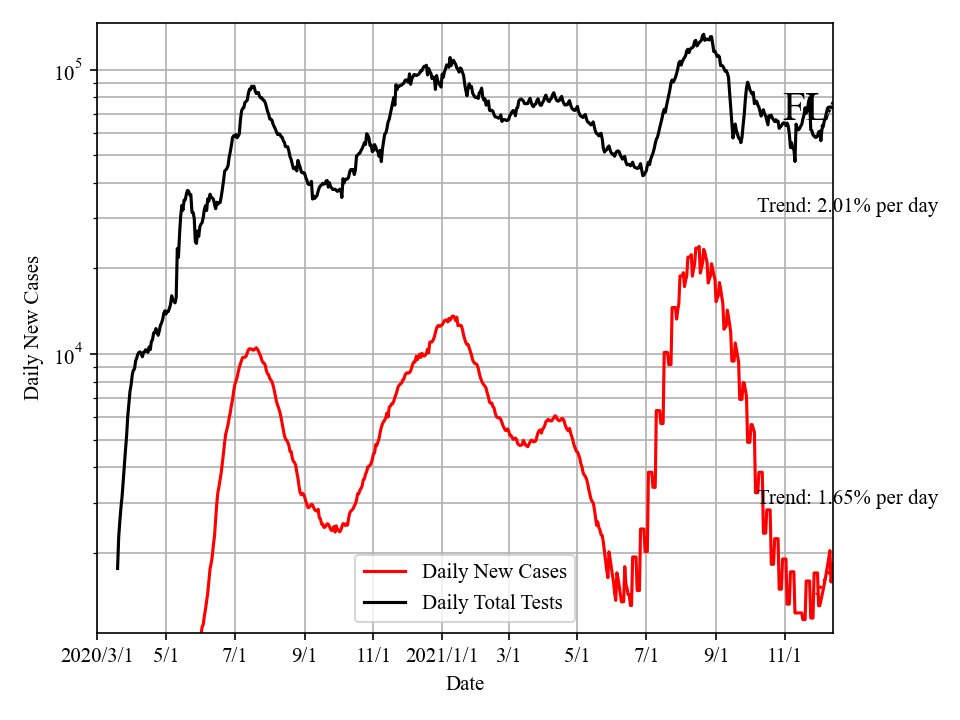 10^5
FL
Trend: 2.01% per day
Daily New Cases
10^4
Trend: 1.65% per day
Daily New Cases
Daily Total Tests
2020/3/1 5/1 7/1 9/1 11/1 2021/1/1 3/1 5/1 7/1 9/1 11/1
Date